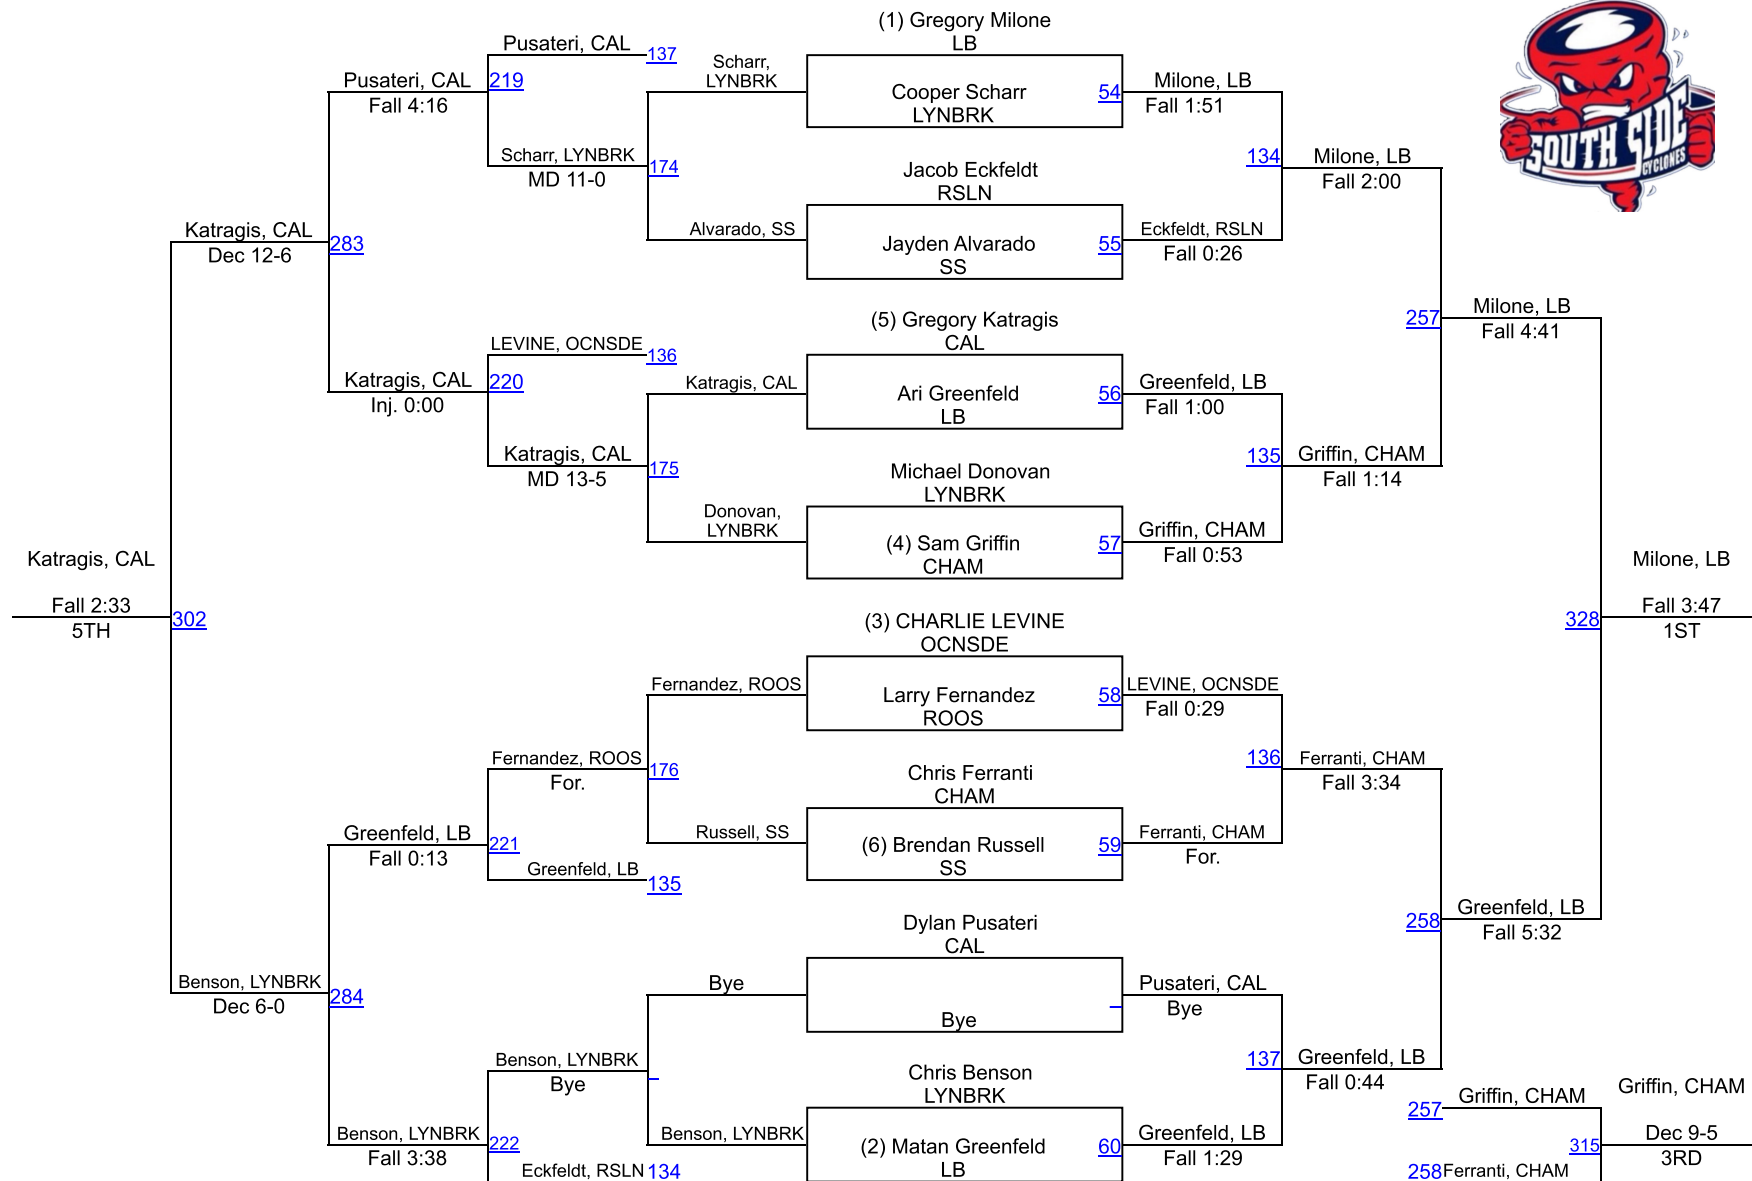 (1) Gregory Milone
LB
Pusateri, CAL
137
Scharr,
LYNBRK
Pusateri, CAL
219
Fall 4:16
Cooper Scharr
LYNBRK
54
Milone, LB
Fall 1:51
SOUTH SIDE
CYCLONES
Scharr, LYNBRK
174
MD 11-0
Jacob Eckfeldt
RSLN
134
Milone, LB
Fall 2:00
Katragis, CAL
Dec 12-6
283
Alvarado, SS
Jayden Alvarado
SS
55
Eckfeldt, RSLN
Fall 0:26
(5) Gregory Katragis
CAL
257
Milone, LB
Fall 4:41
LEVINE, OCNSDE
136
Katragis, CAL
220
Inj. 0:00
Katragis, CAL
Ari Greenfeld
LB
56
Greenfeld, LB
Fall 1:00
Katragis, CAL
175
MD 13-5
Michael Donovan
LYNBRK
135
Griffin, CHAM
Fall 1:14
Donovan,
LYNBRK
(4) Sam Griffin
CHAM
57
Griffin, CHAM
Fall 0:53
Katragis, CAL
Fall 2:33
5TH
302
Milone, LB
328
Fall 3:47
1ST
(3) CHARLIE LEVINE
OCNSDE
Fernandez, ROOS
Larry Fernandez
ROOS
58
LEVINE, OCNSDE
Fall 0:29
Fernandez, ROOS
176
For.
Chris Ferranti
CHAM
136
Ferranti, CHAM
Fall 3:34
Greenfeld, LB
221
Fall 0:13
Russell, SS
(6) Brendan Russell
SS
59
Ferranti, CHAM
For.
Greenfeld, LB
135
Dylan Pusateri
CAL
258
Greenfeld, LB
Fall 5:32
Benson, LYNBRK
284
Dec 6-0
Bye
Bye
Pusateri, CAL
Bye
Benson, LYNBRK
Bye
Chris Benson
LYNBRK
137
Greenfeld, LB
Fall 0:44
257
Griffin, CHAM
Griffin, CHAM
Benson, LYNBRK
222
Fall 3:38
Benson, LYNBRK
(2) Matan Greenfeld
LB
60
Greenfeld, LB
Fall 1:29
315
Dec 9-5
3RD
Eckfeldt, RSLN
134
258
Ferranti, CHAM